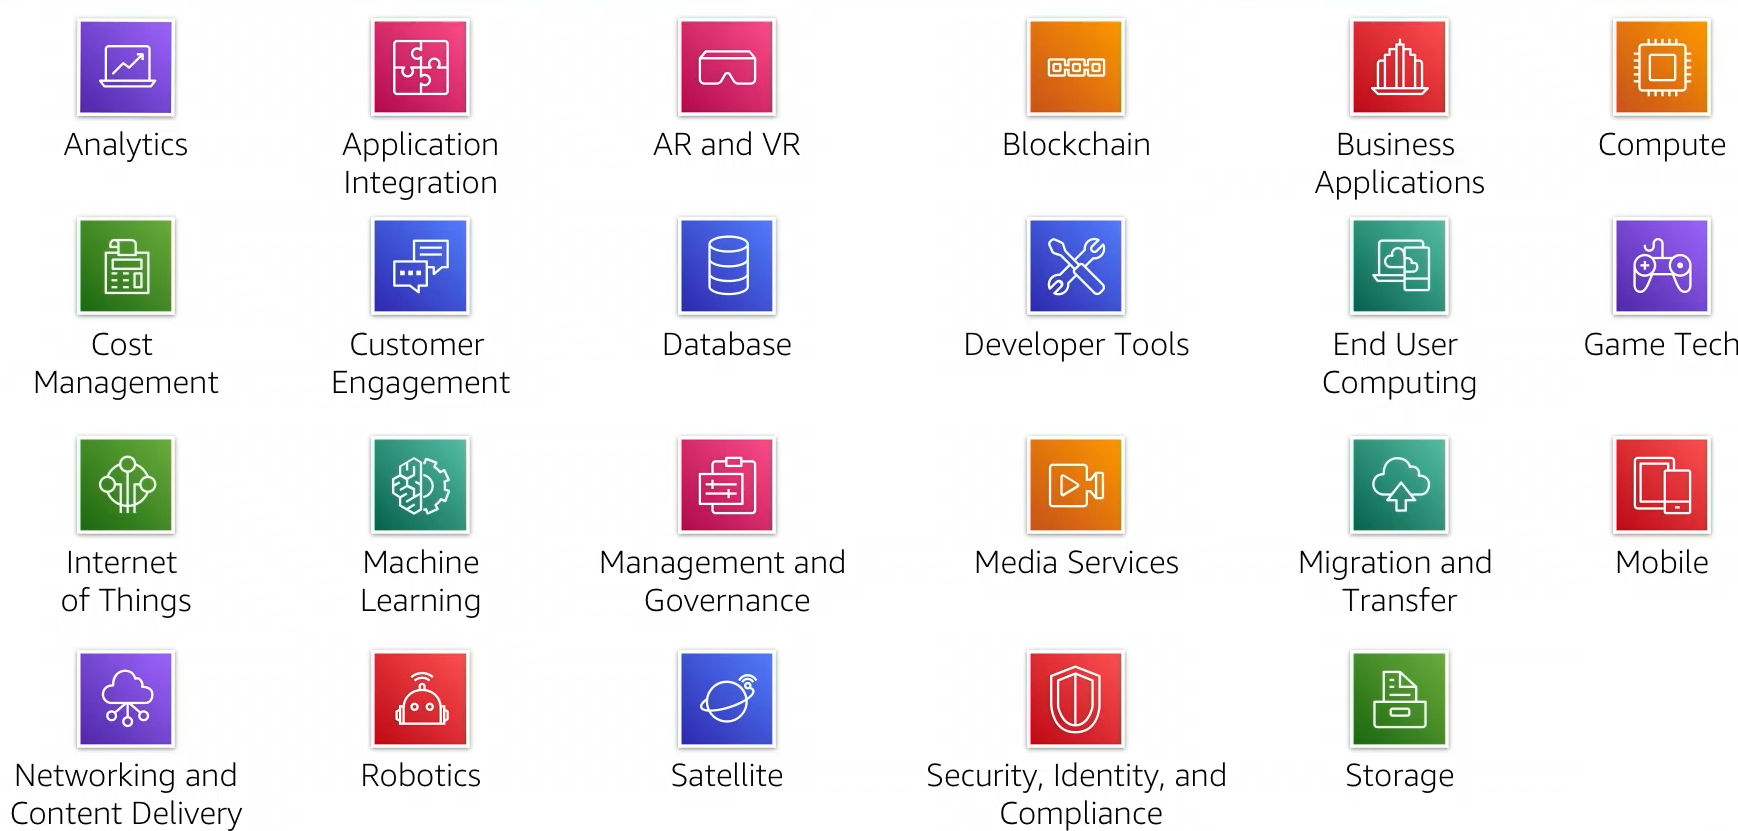 Analytics
Application
Integration
AR and VR
Blockchain
Business
Applications
Compute
Cost
Management
Customer
Engagement
Database
Developer Tools
End User
Computing
Game Tech
Internet
of Things
Machine
Learning
Management and
Governance
Media Services
Migration and
Transfer
Mobile
Networking and
Content Delivery
Robotics
Satellite
Security, Identity, and
Compliance
Storage